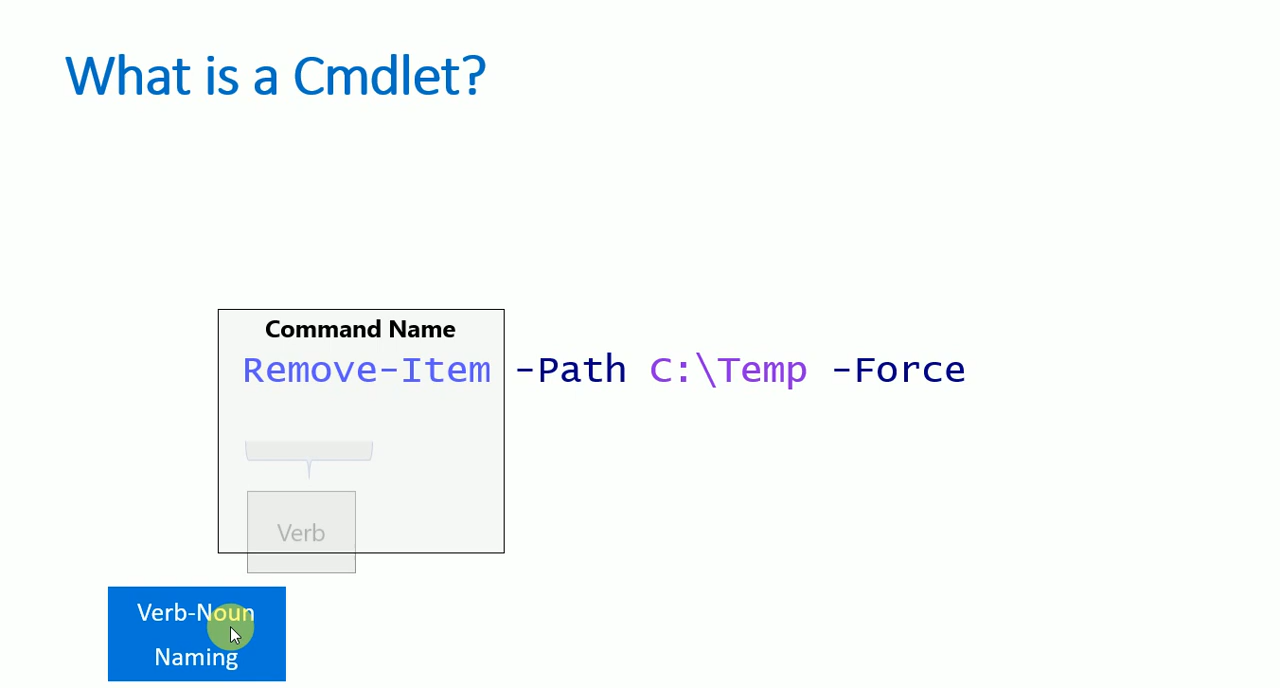 What is a Cmdlet?
Command Name
Remove-Item -Path C:\Temp -Force
Verb
Verb-Noun
Naming